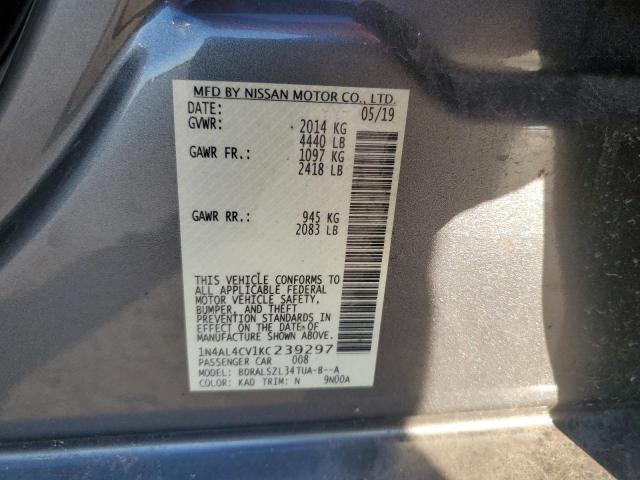 MFD BY NISSAN MOTOR CO., LTD.
DATE: 05/19
GVWR: 2014 KG
4440 LB
GAWR FR.: 1097 KG
2418 LB
GAWR RR.: 945 KG
2083 LB
THIS VEHICLE CONFORMS TO
ALL APPLICABLE FEDERAL
MOTOR VEHICLE SAFETY,
BUMPER, AND THEFT
PREVENTION STANDARDS IN
EFFECT ON THE DATE OF
MANUFACTURE SHOWN ABOVE.
1N4AL4CV1KC239297
PASSENGER CAR 008
MODEL: BDRALSZL34TUA-B--A
COLOR: KAD TRIM: N 9N00A